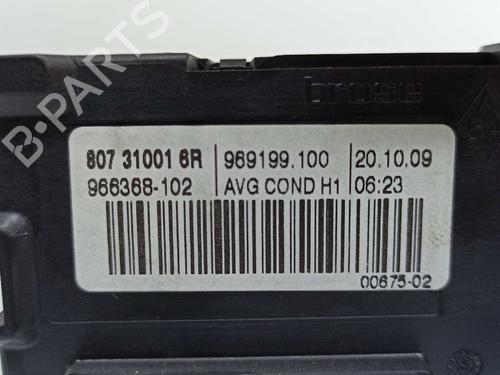 B-PARTS
brose
807 31001 6R 969199.100 20.10.09
966368-102 AVG COND H1 06:23
00675-02